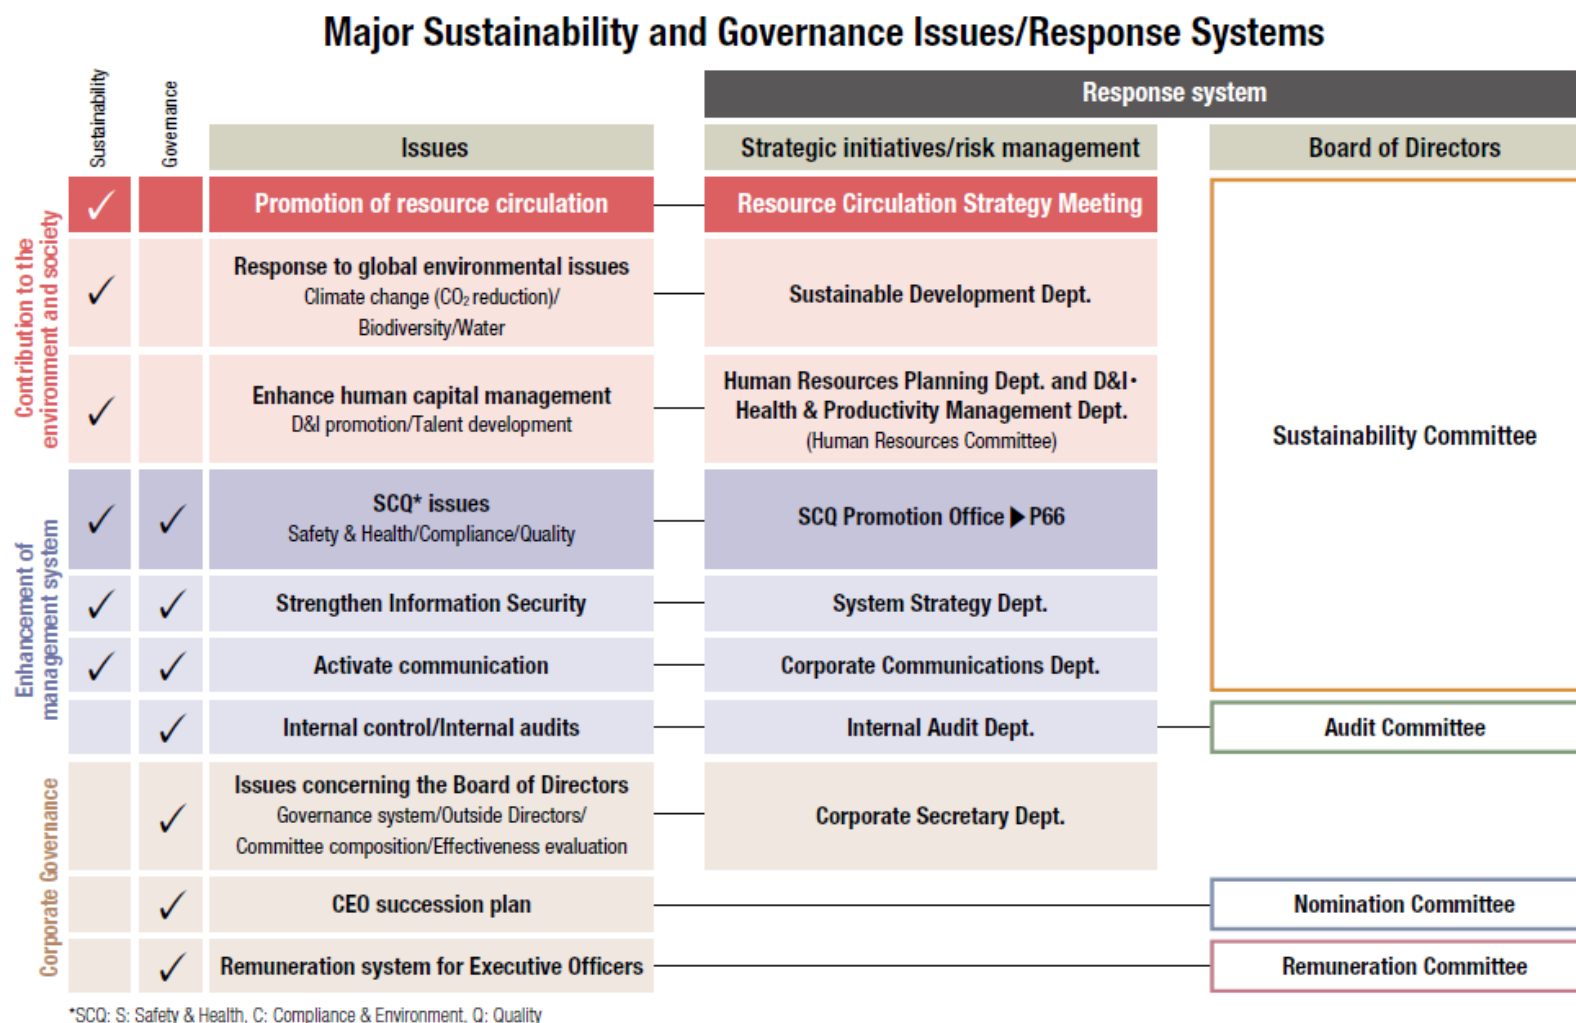 Major Sustainability and Governance Issues/Response Systems
Sustainability
Governance
Response system
Issues
Strategic initiatives/risk management
Board of Directors
Contribution to the
environment and society
✓
Promotion of resource circulation
Resource Circulation Strategy Meeting
✓
Response to global environmental issues
Climate change (CO₂ reduction)/
Biodiversity/Water
Sustainable Development Dept.
✓
Enhance human capital management
D&I promotion/Talent development
Human Resources Planning Dept. and D&I・
Health & Productivity Management Dept.
(Human Resources Committee)
Sustainability Committee
Enhancement of
management system
✓ ✓
SCQ* issues
Safety & Health/Compliance/Quality
SCQ Promotion Office ▶P66
✓ ✓
Strengthen Information Security
System Strategy Dept.
✓ ✓
Activate communication
Corporate Communications Dept.
✓
Internal control/Internal audits
Internal Audit Dept.
Audit Committee
Corporate Governance
✓
Issues concerning the Board of Directors
Governance system/Outside Directors/
Committee composition/Effectiveness evaluation
Corporate Secretary Dept.
✓
CEO succession plan
Nomination Committee
✓
Remuneration system for Executive Officers
Remuneration Committee
*SCQ: S: Safety & Health, C: Compliance & Environment, Q: Quality